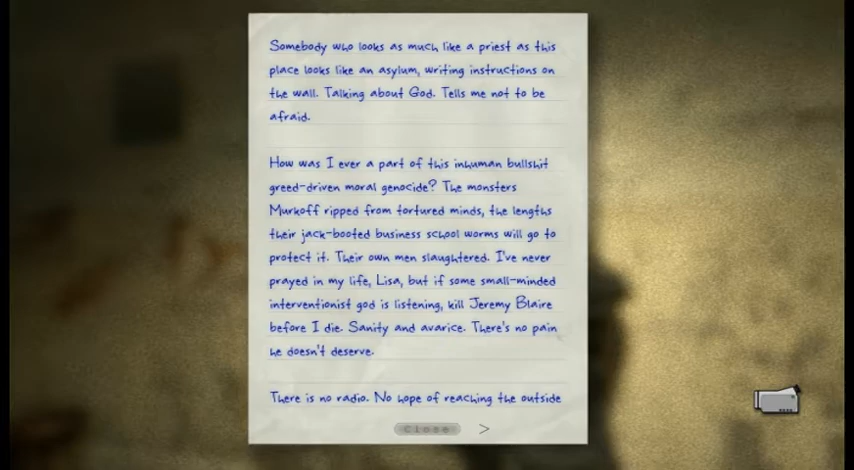 Somebody who looks as much like a priest as this
place looks like an asylum, writing instructions on
the wall. Talking about God. Tells me not to be
afraid.
How was I ever a part of this inhuman bullshit
greed-driven moral genocide? The monsters
Murkoff ripped from tortured minds, the lengths
their jack-booted business school worms will go to
protect it. Their own men slaughtered. I've never
prayed in my life, Lisa, but if some small-minded
interventionist god is listening, kill Jeremy Blaire
before I die. Sanity and avarice. There's no pain
he doesn't deserve.
There is no radio. No hope of reaching the outside
Close >